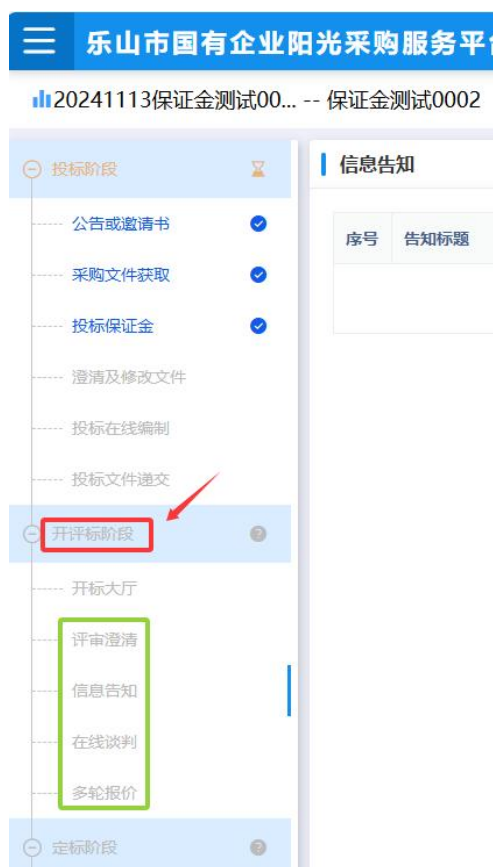 乐山市国有企业阳光采购服务平
20241113保证金测试00... -- 保证金测试0002
投标阶段
信息告知
公告或邀请书
序号 告知标题
采购文件获取
投标保证金
澄清及修改文件
投标在线编制
投标文件递交
开评标阶段
开标大厅
评审澄清
信息告知
在线谈判
多轮报价
定标阶段